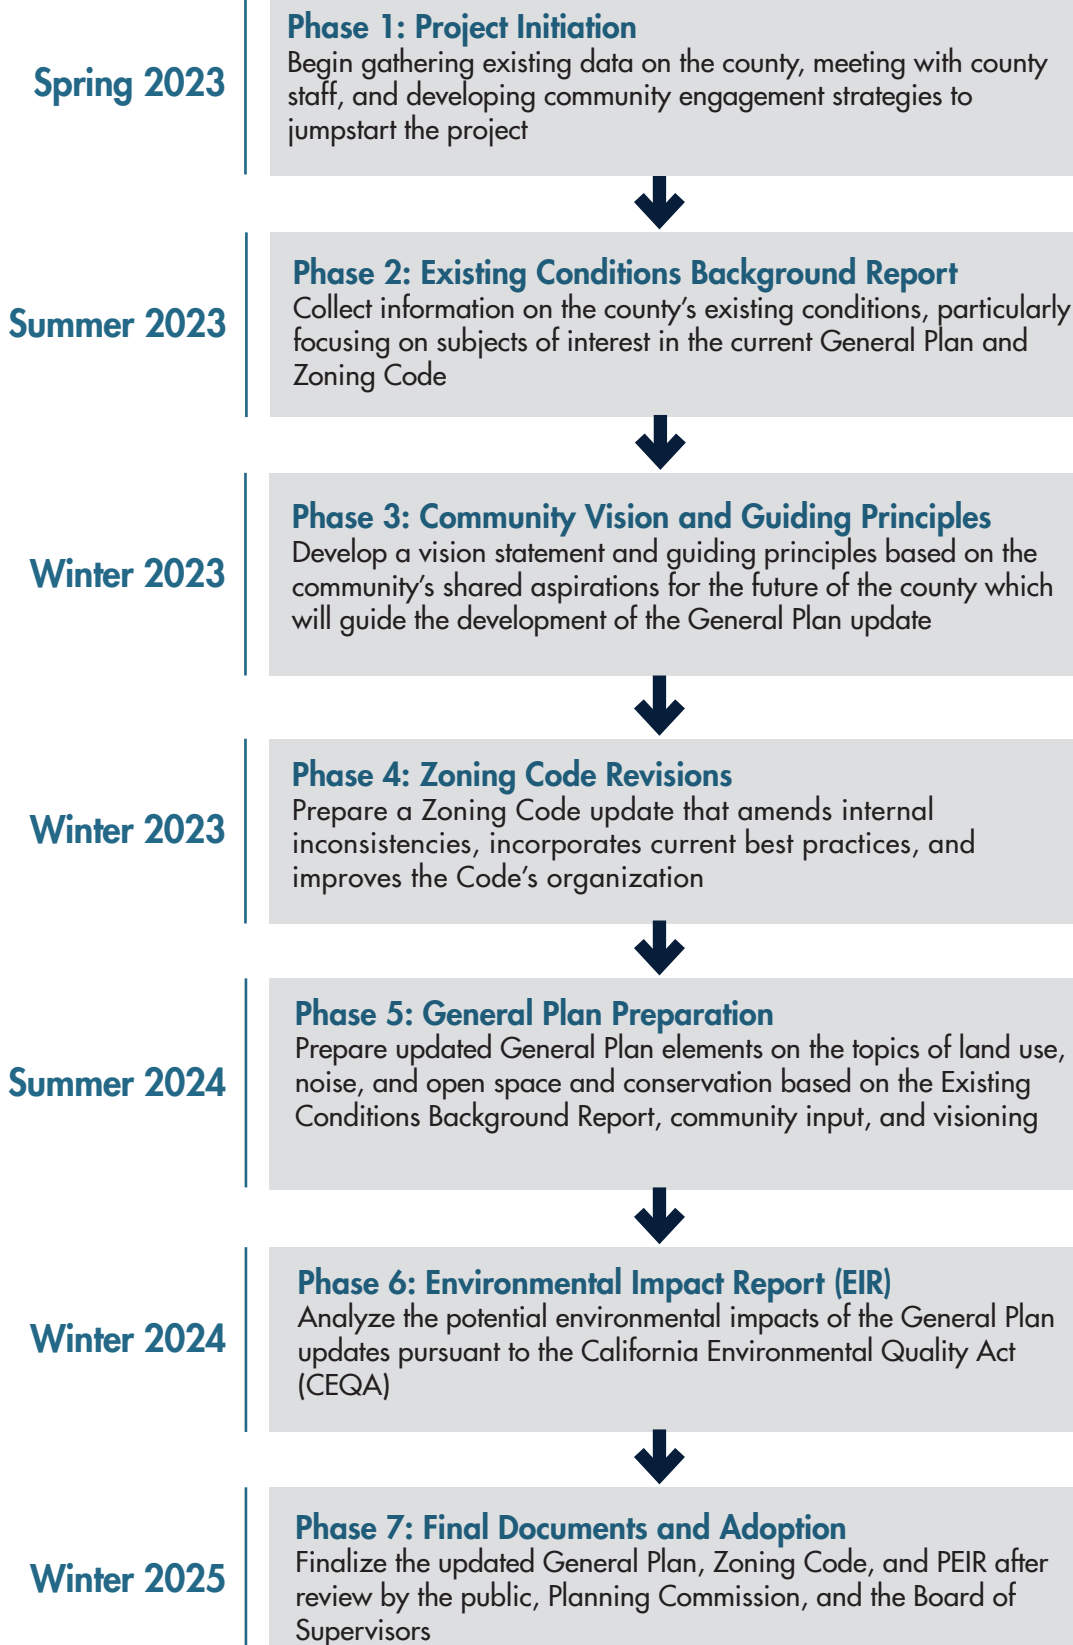 Spring 2023
Phase 1: Project Initiation
Begin gathering existing data on the county, meeting with county
staff, and developing community engagement strategies to
jumpstart the project
Summer 2023
Phase 2: Existing Conditions Background Report
Collect information on the county’s existing conditions, particularly
focusing on subjects of interest in the current General Plan and
Zoning Code
Winter 2023
Phase 3: Community Vision and Guiding Principles
Develop a vision statement and guiding principles based on the
community’s shared aspirations for the future of the county which
will guide the development of the General Plan update
Winter 2023
Phase 4: Zoning Code Revisions
Prepare a Zoning Code update that amends internal
inconsistencies, incorporates current best practices, and
improves the Code’s organization
Summer 2024
Phase 5: General Plan Preparation
Prepare updated General Plan elements on the topics of land use,
noise, and open space and conservation based on the Existing
Conditions Background Report, community input, and visioning
Winter 2024
Phase 6: Environmental Impact Report (EIR)
Analyze the potential environmental impacts of the General Plan
updates pursuant to the California Environmental Quality Act
(CEQA)
Winter 2025
Phase 7: Final Documents and Adoption
Finalize the updated General Plan, Zoning Code, and PEIR after
review by the public, Planning Commission, and the Board of
Supervisors